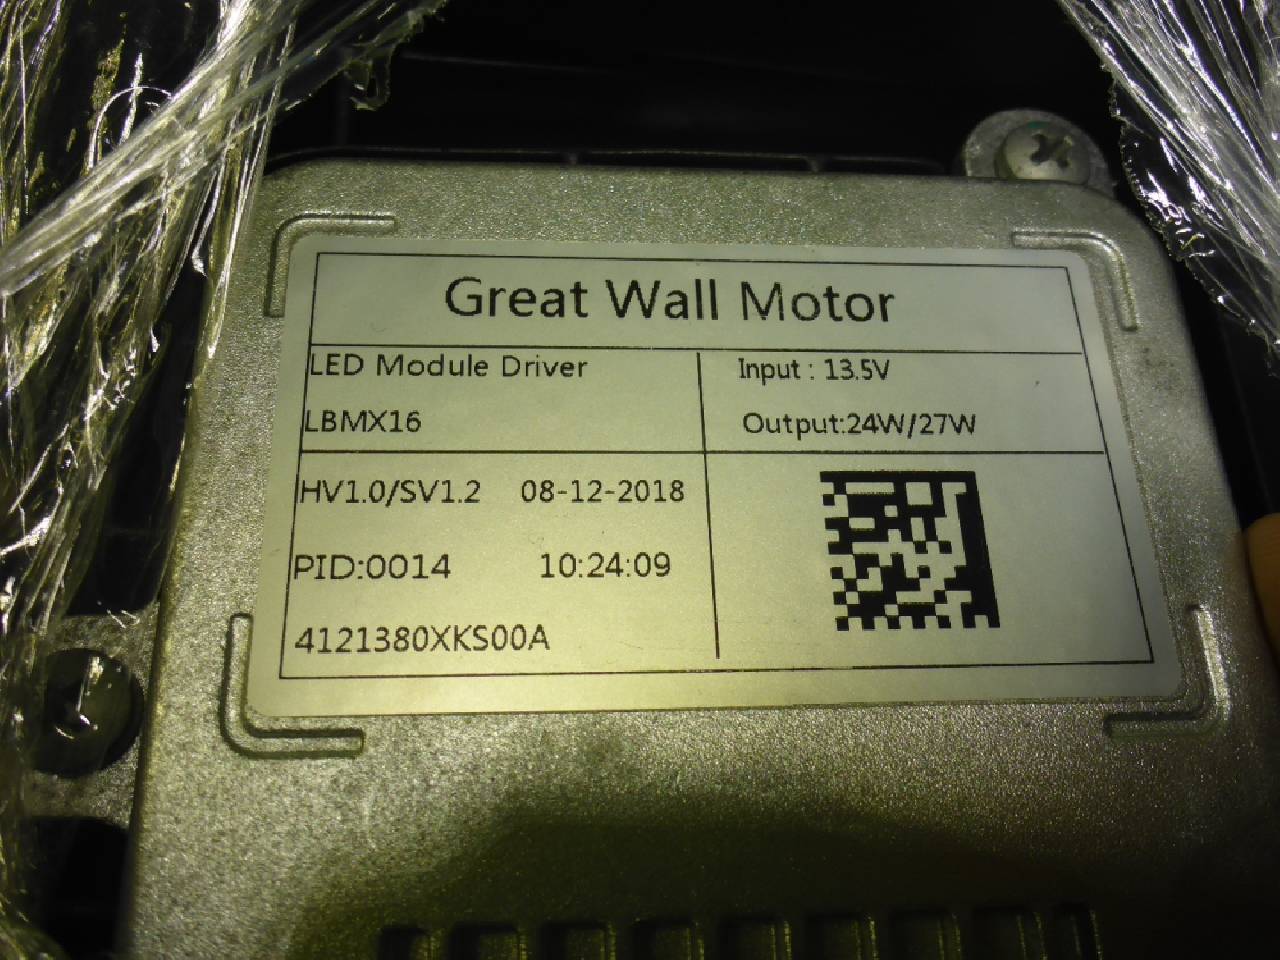 Great Wall Motor
LED Module Driver
LBMX16
Input : 13.5V
Output:24W/27W
HV1.0/SV1.2 08-12-2018
PID:0014 10:24:09
4121380XKS00A